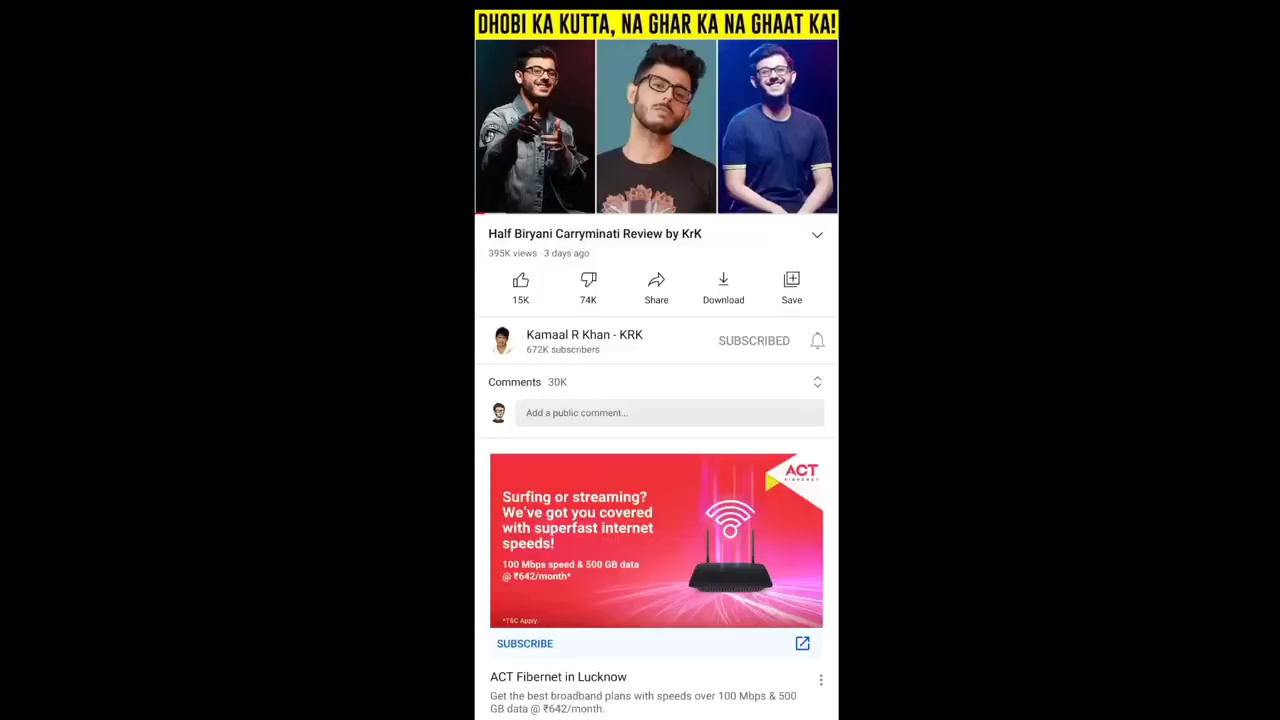 DHOBI KA KUTTA, NA GHAR KA NA GHAAT KA!
Half Biryani Carryminati Review by KrK
395K views · 3 days ago
15K
74K
Share
Download
Save
Kamaal R Khan - KRK
672K subscribers
SUBSCRIBED
Comments 30K
Add a public comment...
ACT
FIBERNET
Surfing or streaming?
We've got you covered
with superfast internet
speeds!
100 Mbps speed & 500 GB data
@ ₹642/month*
*T&C Apply.
SUBSCRIBE
ACT Fibernet in Lucknow
Get the best broadband plans with speeds over 100 Mbps & 500
GB data @ ₹642/month.